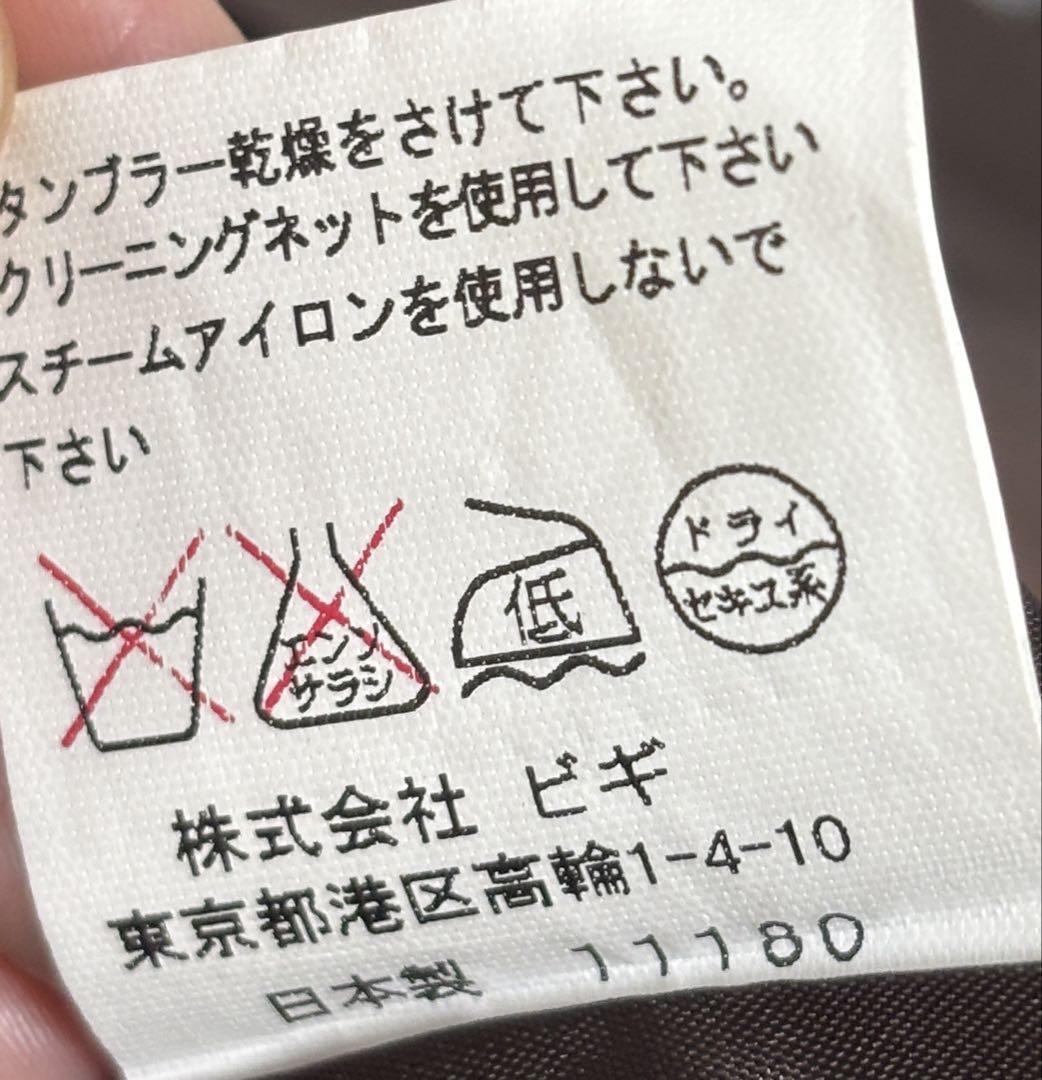 タンブラー乾燥をさけて下さい。
クリーニングネットを使用して下さい
スチームアイロンを使用しないで
下さい
エンソ
サラシ
低
ドライ
セキユ系
株式会社 ビギ
東京都港区高輪1-4-10
日本製 11180